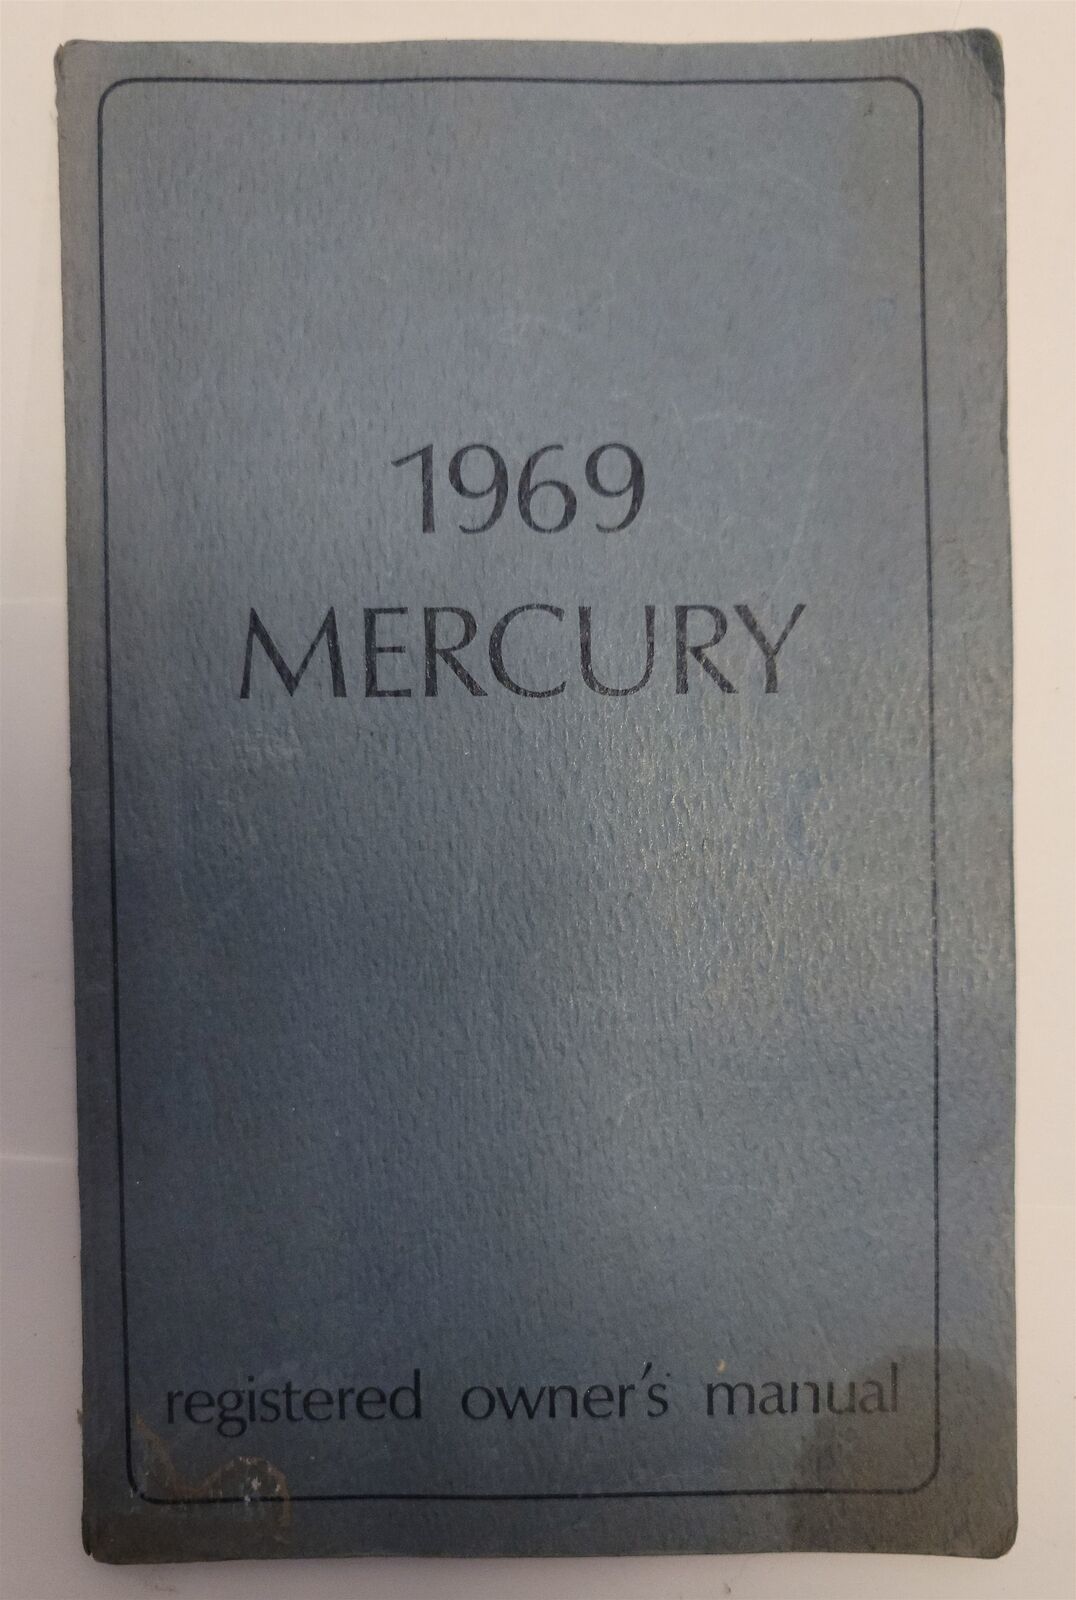 1969
MERCURY
registered owner's manual